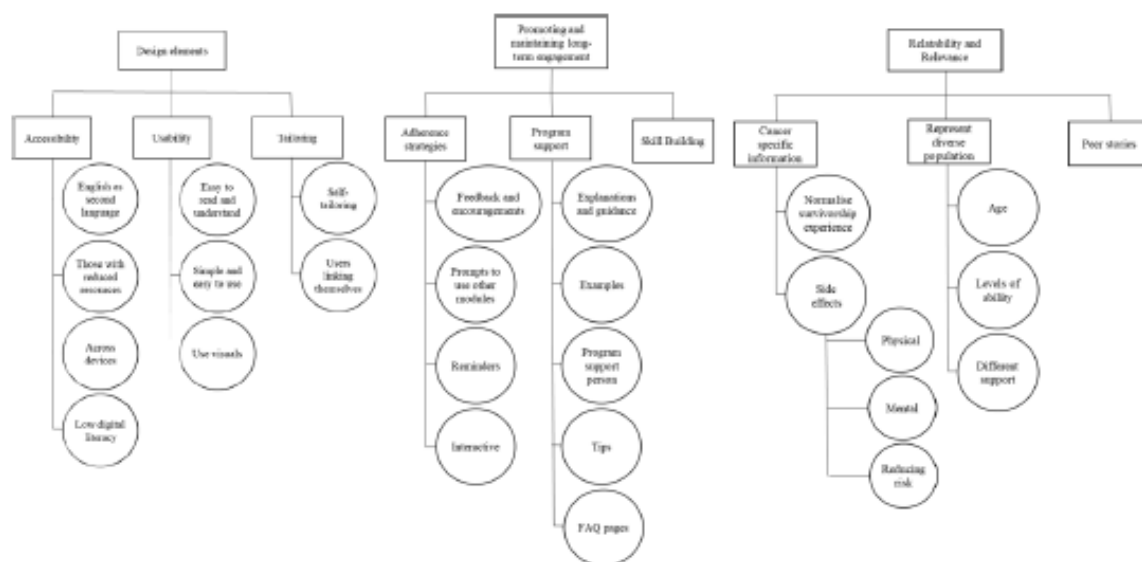 Design elements
Accessibility
English as
second
language
Those with
reduced
resources
Across
devices
Low digital
literacy
Usability
Easy to
read and
understand
Simple and
easy to use
Use visuals
Tailoring
Self-
tailoring
Users
linking
themselves
Promoting and
maintaining long-
term engagement
Adherence
strategies
Feedback and
encouragements
Prompts to
use other
modules
Reminders
Interactive
Program
support
Explanations
and guidance
Examples
Program
support
person
Tips
FAQ pages
Skill Building
Relatability and
Relevance
Cancer
specific
information
Normalise
survivorship
experience
Side
effects
Physical
Mental
Reducing
risk
Represent
diverse
population
Age
Levels of
ability
Different
support
Peer stories